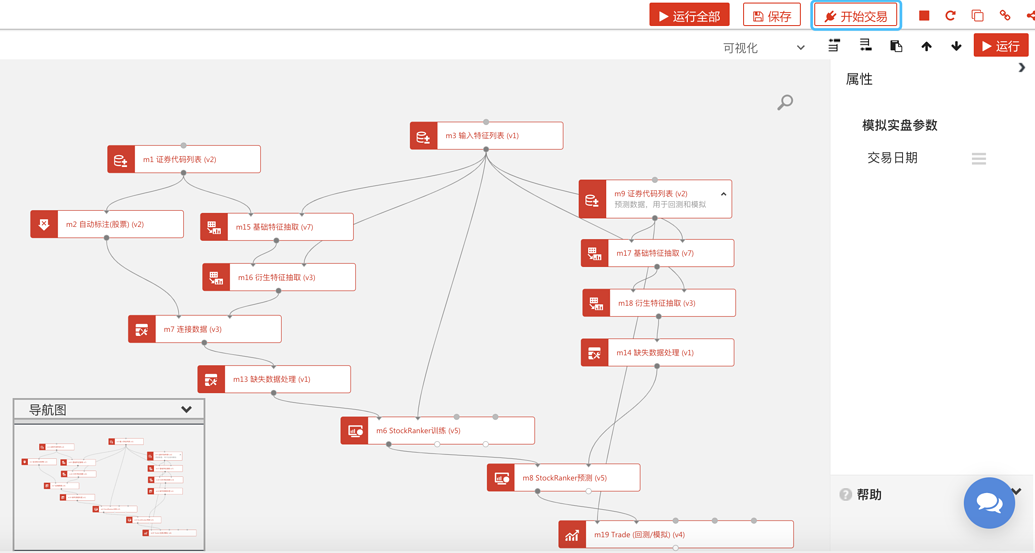 运行全部
保存
开始交易
可视化
运行
属性
模拟实盘参数
交易日期
m3 输入特征列表 (v1)
m1 证券代码列表 (v2)
m9 证券代码列表 (v2)
预测数据，用于回测和模拟
m2 自动标注(股票) (v2)
m15 基础特征抽取 (v7)
m17 基础特征抽取 (v7)
m16 衍生特征抽取 (v3)
m18 衍生特征抽取 (v3)
m7 连接数据 (v3)
m14 缺失数据处理 (v1)
m13 缺失数据处理 (v1)
导航图
m6 StockRanker训练 (v5)
m8 StockRanker预测 (v5)
m19 Trade (回测/模拟) (v4)
帮助